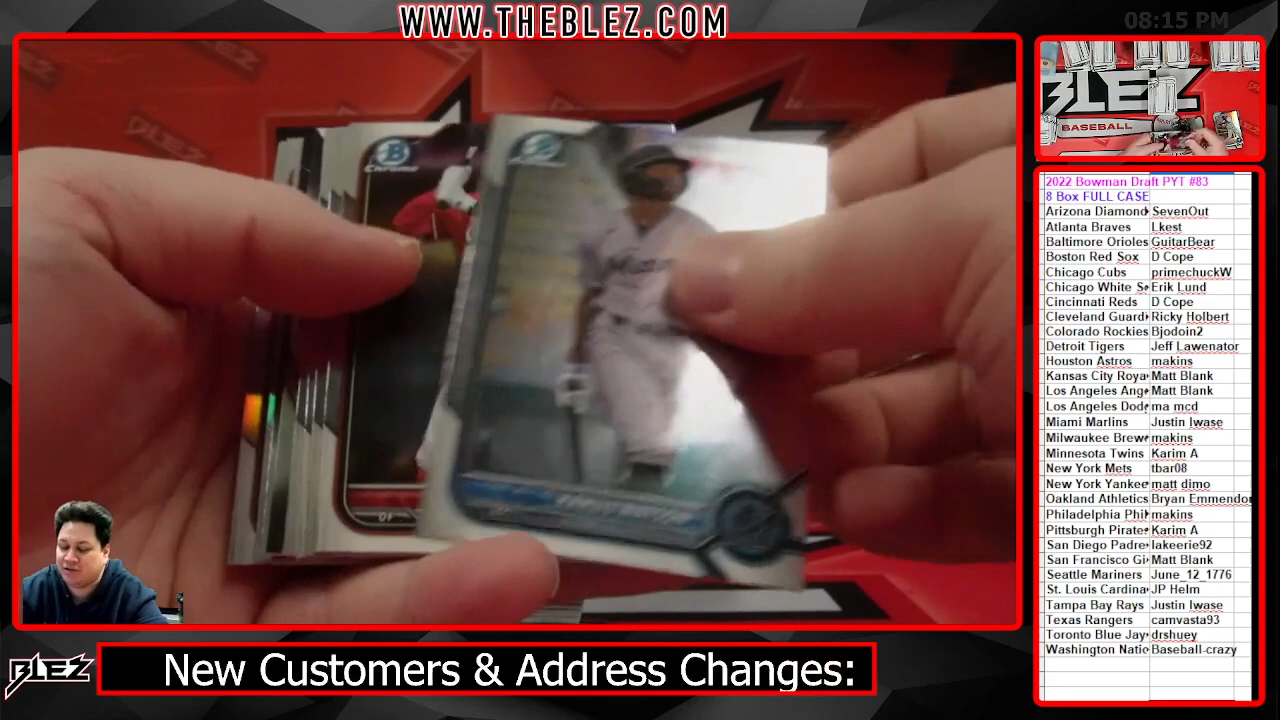 WWW.THEBLEZ.COM
08:15 PM
BLEZ
BASEBALL
Chrome
OF
2022 Bowman Draft PYT #83
8 Box FULL CASE
Arizona Diamond SevenOut
Atlanta Braves Lkest
Baltimore Orioles GuitarBear
Boston Red Sox D Cope
Chicago Cubs primechuckW
Chicago White S Erik Lund
Cincinnati Reds D Cope
Cleveland Guardi Ricky Holbert
Colorado Rockies Bjodoin2
Detroit Tigers Jeff Lawenator
Houston Astros makins
Kansas City Roya Matt Blank
Los Angeles Ang Matt Blank
Los Angeles Dod ma mcd
Miami Marlins Justin Iwase
Milwaukee Brew makins
Minnesota Twins Karim A
New York Mets tbar08
New York Yankee matt dimo
Oakland Athletics Bryan Emmendor
Philadelphia Phi makins
Pittsburgh Pirate Karim A
San Diego Padre lakeerie92
San Francisco Gi Matt Blank
Seattle Mariners June_12_1776
St. Louis Cardina JP Helm
Tampa Bay Rays Justin Iwase
Texas Rangers camvasta93
Toronto Blue Jay drshuey
Washington Natio Baseball-crazy
BLEZ
New Customers & Address Changes: